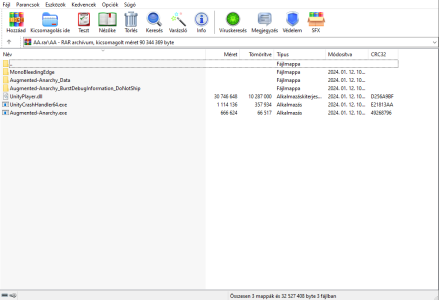 Fájl Parancsok Eszközök Kedvencek Opciók Súgó
Hozzáad Kicsomagolás ide Teszt Nézőke Törlés Keresés Varázsló Info Víruskeresés Megjegyzés Védelem SFX
AA.rar\AA - RAR archívum, kicsomagolt méret 90 344 309 byte
Név Méret Tömörítve Típus Módosítva CRC32
.. Fájlmappa
MonoBleedingEdge Fájlmappa 2024. 01. 12. 10...
Augmented-Anarchy_Data Fájlmappa 2024. 01. 12. 10...
Augmented-Anarchy_BurstDebugInformation_DoNotShip Fájlmappa 2024. 01. 12. 10...
UnityPlayer.dll 30 746 648 10 287 000 Alkalmazáskiterjes... 2024. 01. 12. 10... D256A9BF
UnityCrashHandler64.exe 1 114 136 357 934 Alkalmazás 2024. 01. 12. 10... E21813AA
Augmented-Anarchy.exe 666 624 66 517 Alkalmazás 2024. 01. 12. 10... 49268796
Összesen 3 mappák és 32 527 408 byte 3 fájlban